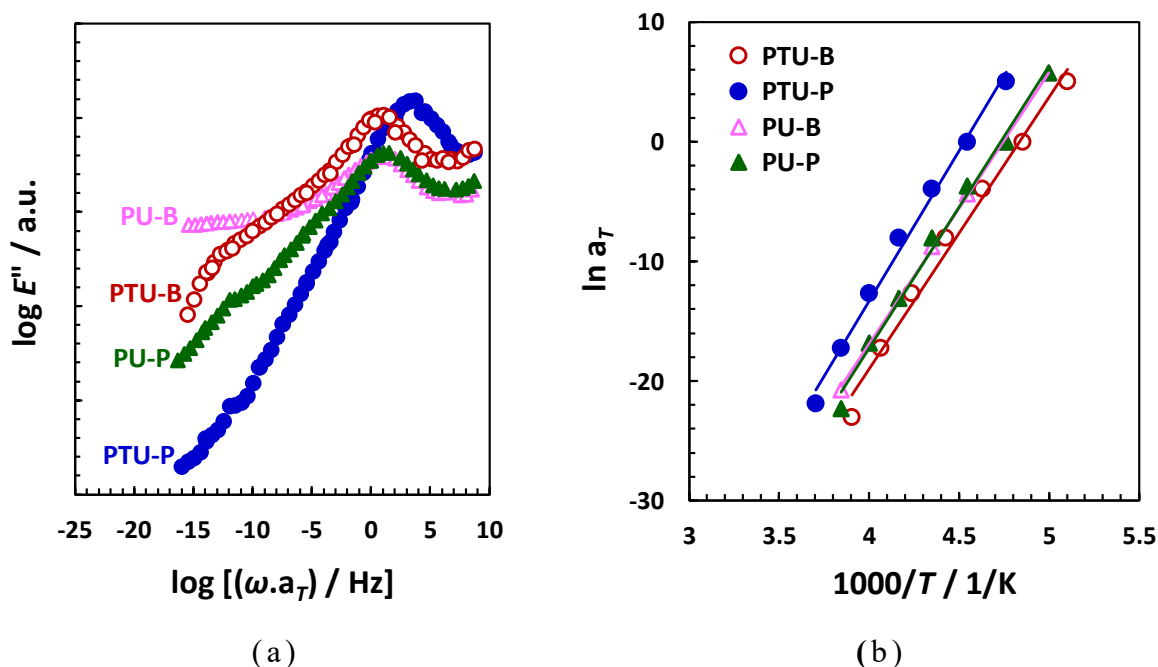 log E" / a.u.
PU-B
PTU-B
PU-P
PTU-P
-25 -20 -15 -10 -5 0 5 10
log [(ω.aT) / Hz]
(a)
ln aT
10
0
-10
-20
-30
PTU-B
PTU-P
PU-B
PU-P
3 3.5 4 4.5 5 5.5
1000/T / 1/K
(b)